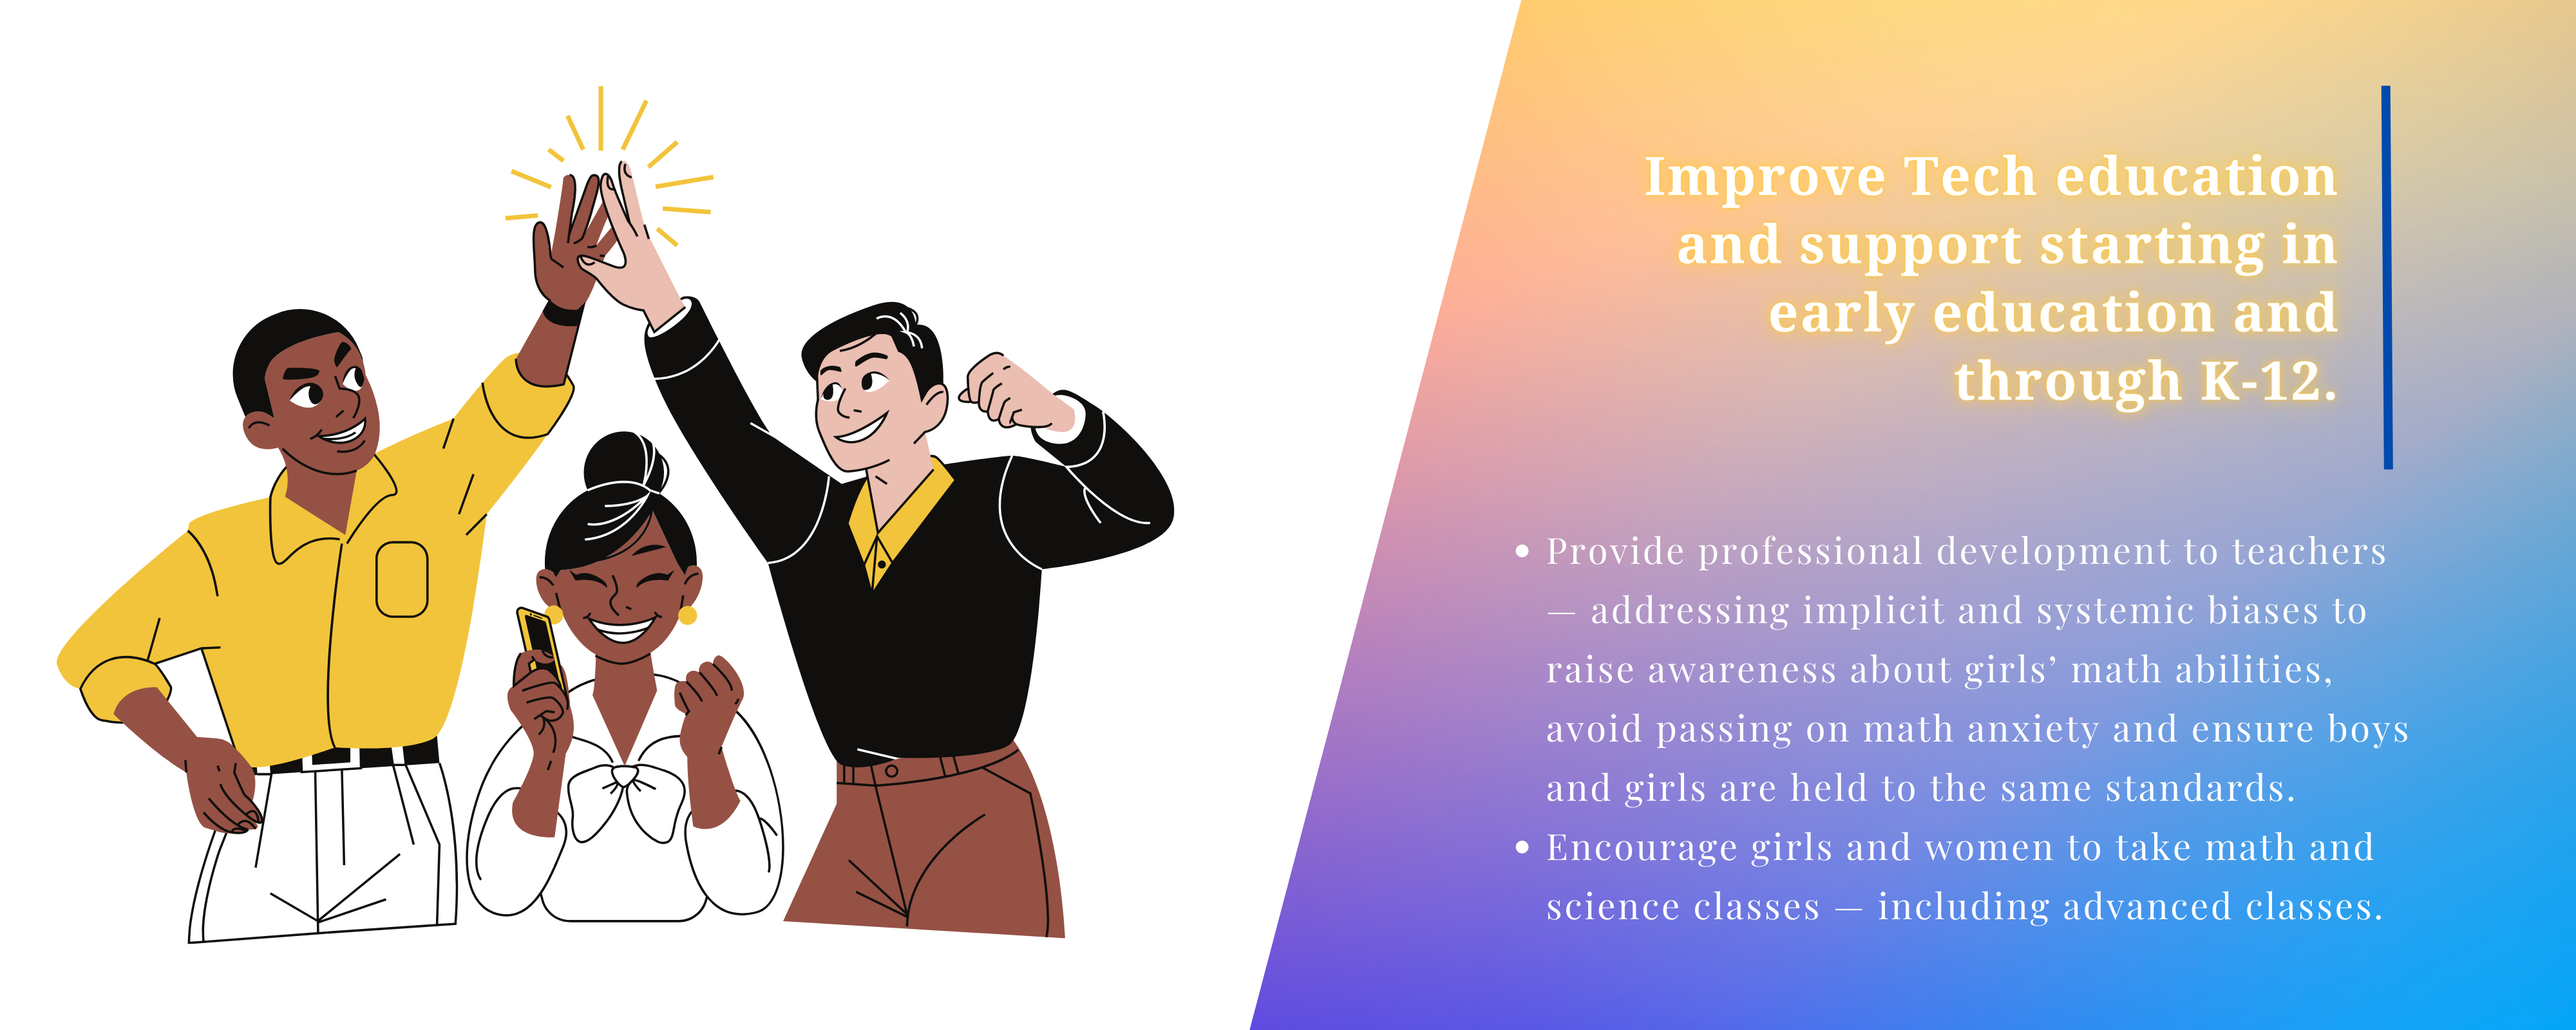 Improve Tech education
and support starting in
early education and
through K-12.
• Provide professional development to teachers
— addressing implicit and systemic biases to
raise awareness about girls’ math abilities,
avoid passing on math anxiety and ensure boys
and girls are held to the same standards.
• Encourage girls and women to take math and
science classes — including advanced classes.